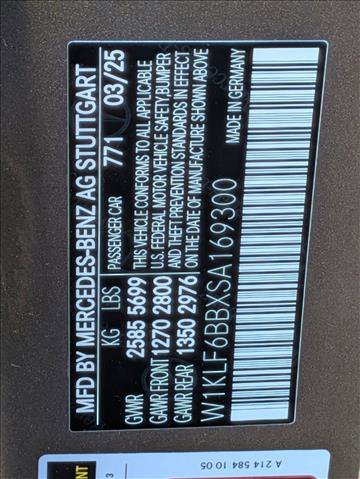 MFD BY MERCEDES-BENZ AG STUTTGART
PASSENGER CAR 771 03/25
KG LBS
GVWR 2585 5699
GAWR FRONT 1270 2800
GAWR REAR 1350 2976
THIS VEHICLE CONFORMS TO ALL APPLICABLE
U.S. FEDERAL MOTOR VEHICLE SAFETY, BUMPER
AND THEFT PREVENTION STANDARDS IN EFFECT
ON THE DATE OF MANUFACTURE SHOWN ABOVE
W1KLF6BBXSA169300
MADE IN GERMANY
A 214 584 10 05